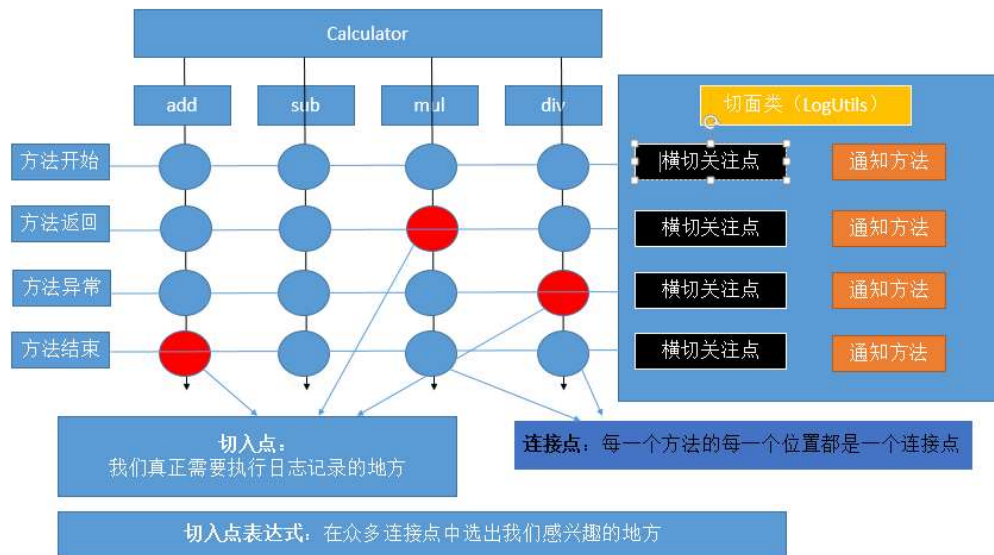 Calculator
add
sub
mul
div
切面类（LogUtils）
方法开始
横切关注点
通知方法
方法返回
横切关注点
通知方法
方法异常
横切关注点
通知方法
方法结束
横切关注点
通知方法
切入点：
我们真正需要执行日志记录的地方
连接点：每一个方法的每一个位置都是一个连接点
切入点表达式：在众多连接点中选出我们感兴趣的地方